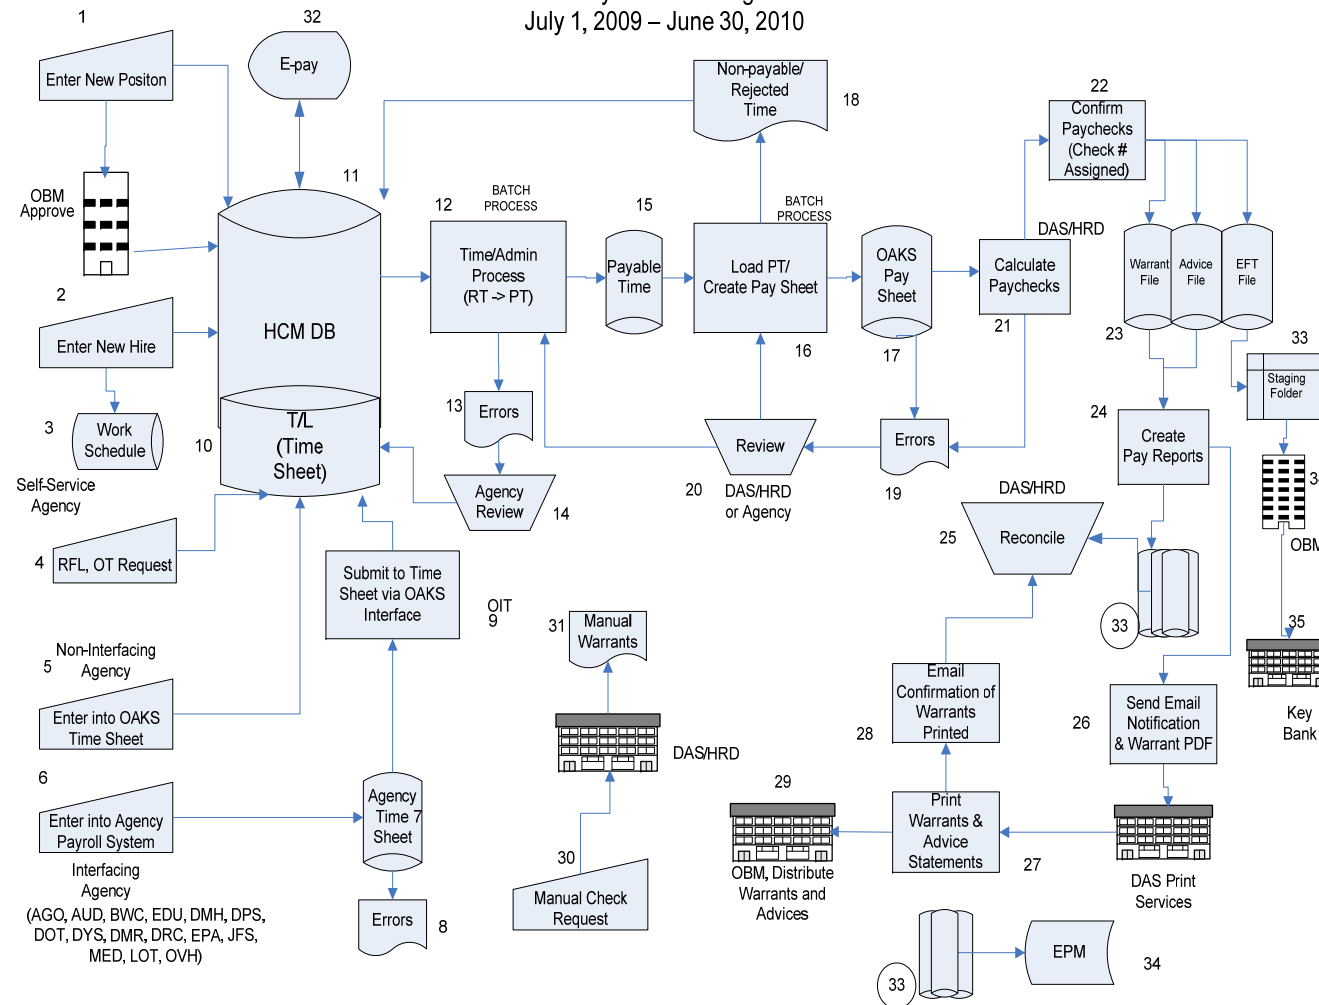 July 1, 2009 – June 30, 2010
1
Enter New Positon
32
E-pay
Non-payable/
Rejected
Time
18
22
Confirm
Paychecks
(Check #
Assigned)
OBM
Approve
11
HCM DB
12
BATCH
PROCESS
Time/Admin
Process
(RT -> PT)
15
Payable
Time
BATCH
PROCESS
Load PT/
Create Pay Sheet
16
OAKS
Pay
Sheet
17
DAS/HRD
Calculate
Paychecks
21
Warrant
File
Advice
File
EFT
File
23
2
Enter New Hire
3
Work
Schedule
33
Staging
Folder
13
Errors
14
Agency
Review
10
T/L
(Time
Sheet)
Review
20
DAS/HRD
or Agency
Errors
19
24
Create
Pay Reports
OBM
Self-Service
Agency
4
RFL, OT Request
Submit to Time
Sheet via OAKS
Interface
OIT
9
DAS/HRD
25
Reconcile
33
35
Key
Bank
31
Manual
Warrants
DAS/HRD
5
Non-Interfacing
Agency
Enter into OAKS
Time Sheet
Email
Confirmation of
Warrants
Printed
28
26
Send Email
Notification
& Warrant PDF
6
Enter into Agency
Payroll System
Agency
Time 7
Sheet
Interfacing
Agency
(AGO, AUD, BWC, EDU, DMH, DPS,
DOT, DYS, DMR, DRC, EPA, JFS,
MED, LOT, OVH)
Errors
8
30
Manual Check
Request
29
OBM, Distribute
Warrants and
Advices
Print
Warrants &
Advice
Statements
27
DAS Print
Services
33
EPM
34